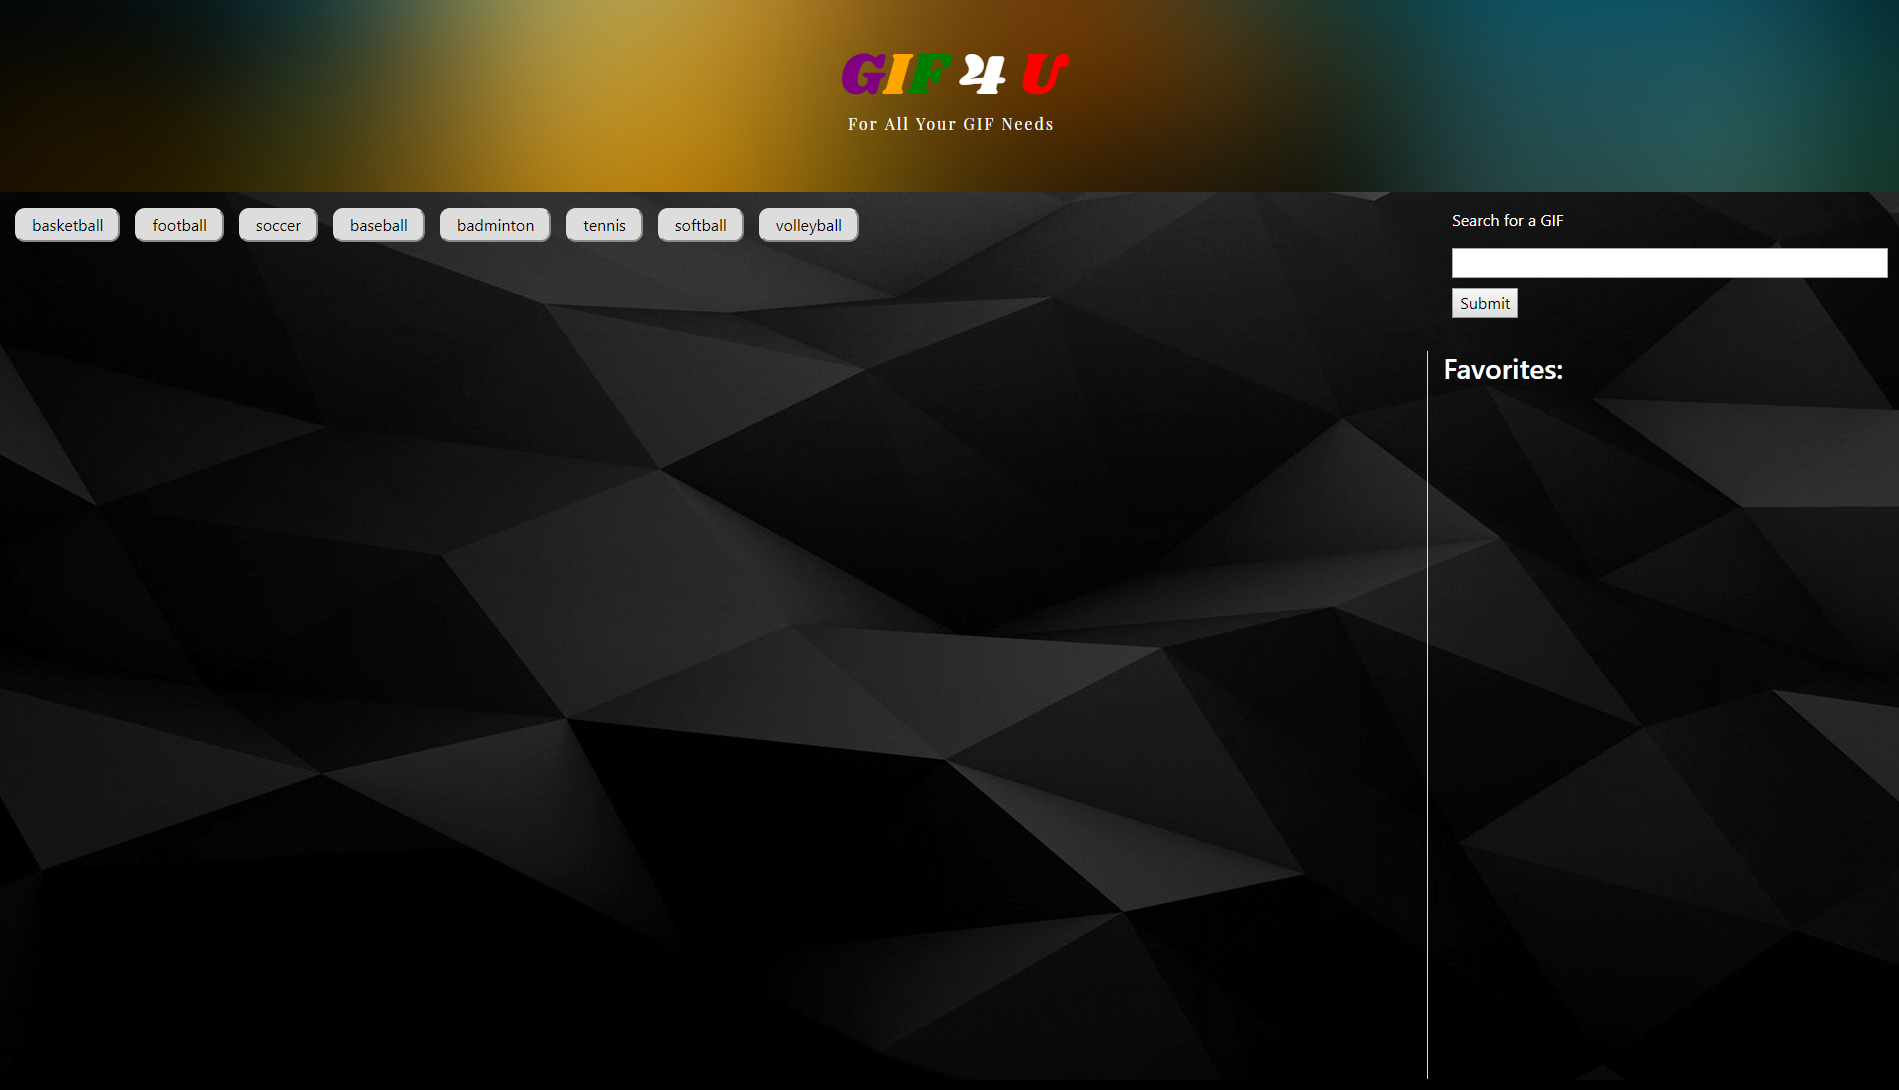 GIF 4 U
For All Your GIF Needs
basketball football soccer baseball badminton tennis softball volleyball
Search for a GIF
Submit
Favorites: